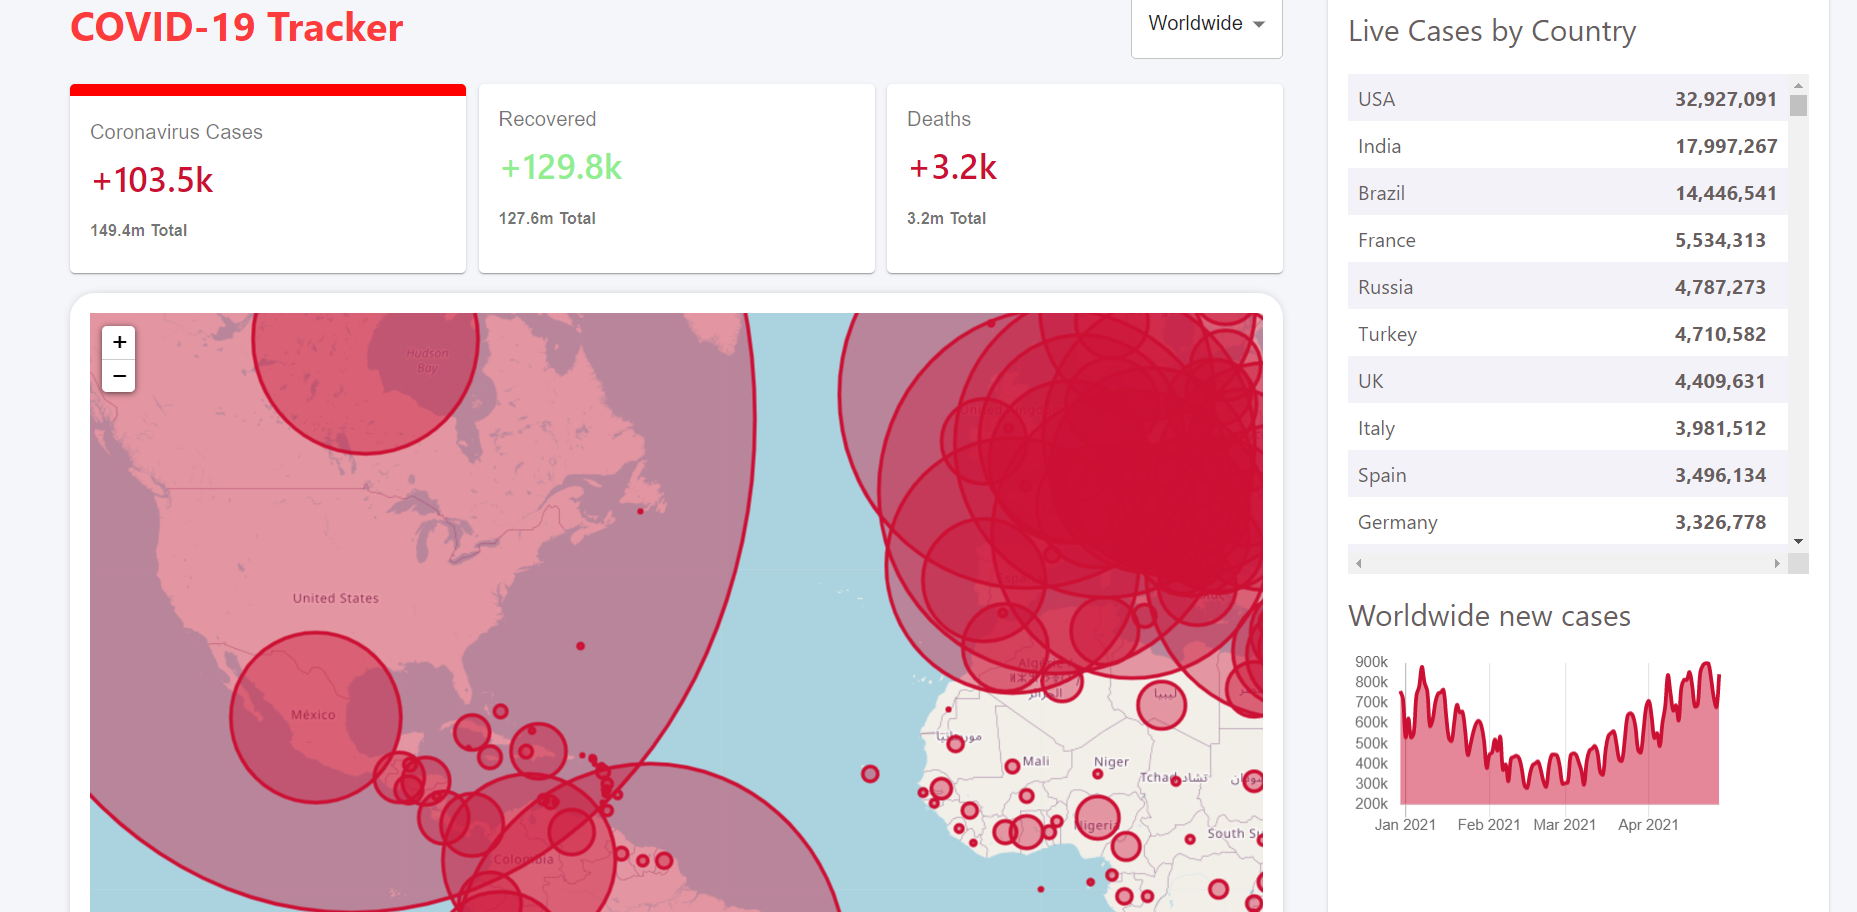 COVID-19 Tracker
Worldwide
Coronavirus Cases
+103.5k
149.4m Total
Recovered
+129.8k
127.6m Total
Deaths
+3.2k
3.2m Total
+
−
Hudson
Bay
United States
México
Colombia
Mali
Niger
Nigeria
ليبيا
الجزائر
South Su
Live Cases by Country
USA 32,927,091
India 17,997,267
Brazil 14,446,541
France 5,534,313
Russia 4,787,273
Turkey 4,710,582
UK 4,409,631
Italy 3,981,512
Spain 3,496,134
Germany 3,326,778
Worldwide new cases
900k
800k
700k
600k
500k
400k
300k
200k
Jan 2021 Feb 2021 Mar 2021 Apr 2021